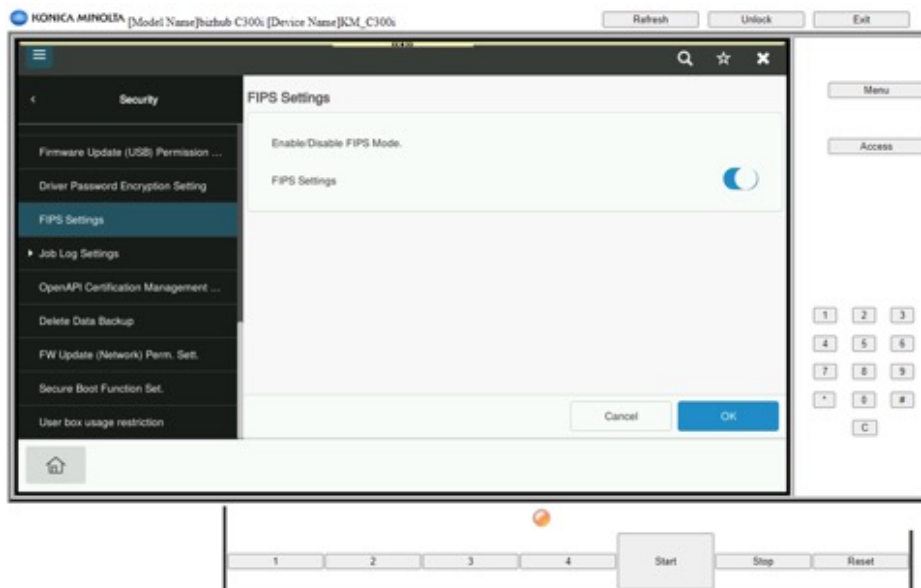 KONICA MINOLTA [Model Name]bizhub C300i [Device Name]KM_C300i
Refresh
Unlock
Exit
Security
Firmware Update (USB) Permission ...
Driver Password Encryption Setting
FIPS Settings
Job Log Settings
OpenAPI Certification Management ...
Delete Data Backup
FW Update (Network) Perm. Sett.
Secure Boot Function Set.
User box usage restriction
FIPS Settings
Enable/Disable FIPS Mode.
FIPS Settings
Cancel
OK
Menu
Access
1 2 3
4 5 6
7 8 9
* 0 #
C
1
2
3
4
Start
Stop
Reset